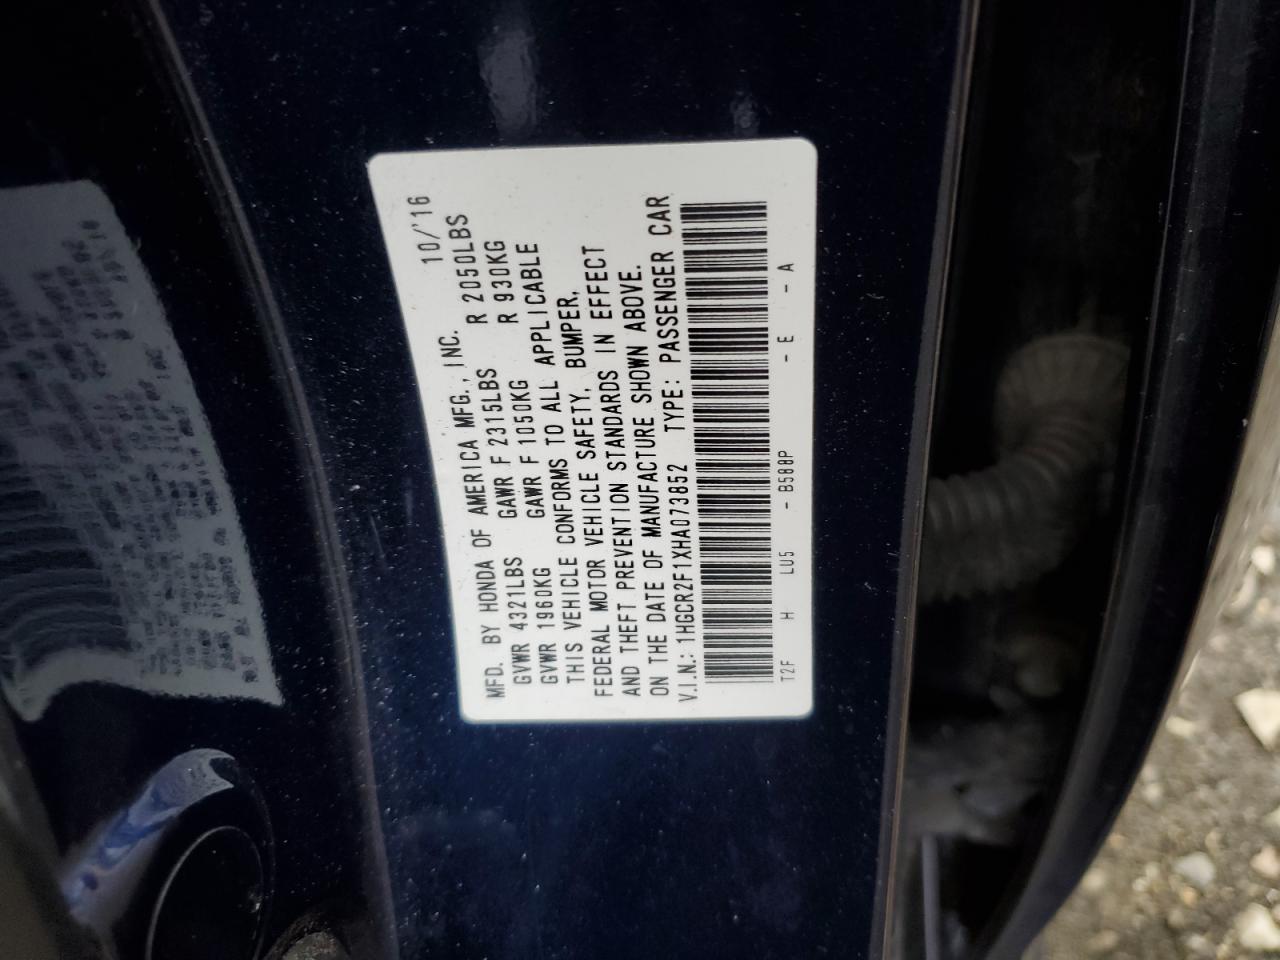 MFD. BY HONDA OF AMERICA MFG., INC. 10/'16
GVWR 4321LBS GAWR F 2315LBS R 2050LBS
GVWR 1960KG GAWR F 1050KG R 930KG
THIS VEHICLE CONFORMS TO ALL APPLICABLE
FEDERAL MOTOR VEHICLE SAFETY, BUMPER,
AND THEFT PREVENTION STANDARDS IN EFFECT
ON THE DATE OF MANUFACTURE SHOWN ABOVE.
V.I.N.: 1HGCR2F1XHA073852 TYPE: PASSENGER CAR
T2F H LU5 - B588P - E - A